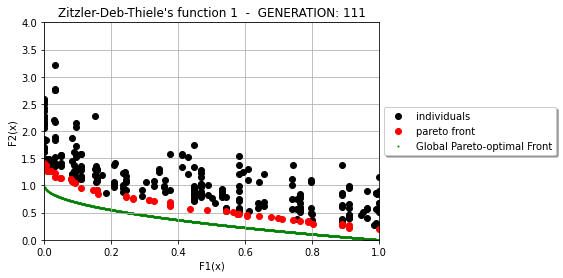 Zitzler-Deb-Thiele's function 1 - GENERATION: 111
4.0
3.5
3.0
2.5
2.0
1.5
1.0
0.5
0.0
F2(x)
0.0 0.2 0.4 0.6 0.8 1.0
F1(x)
individuals
pareto front
Global Pareto-optimal Front